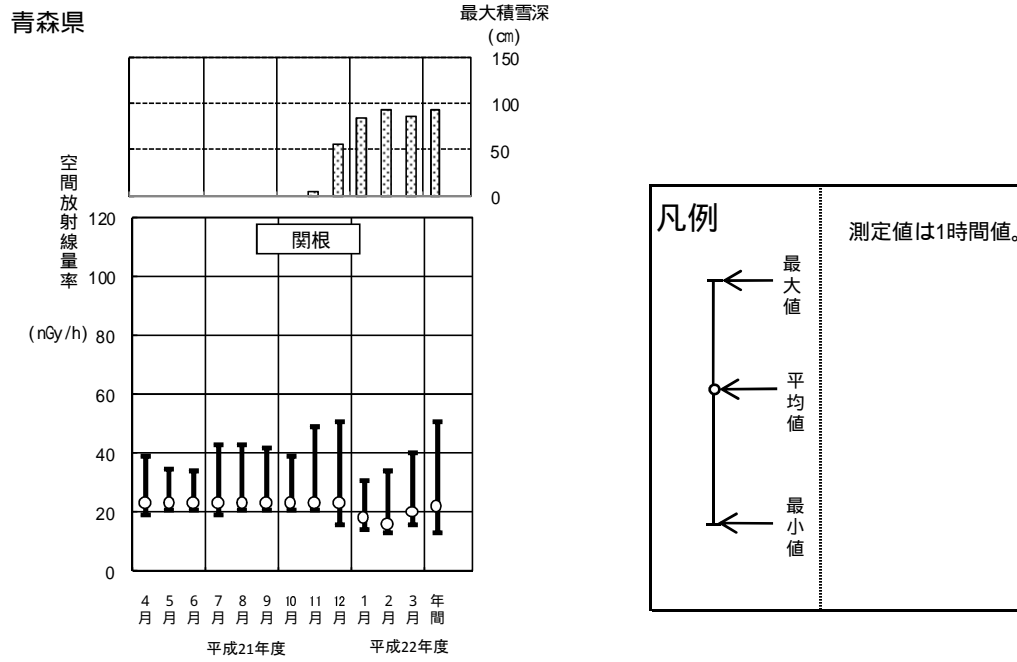 青森県
最大積雪深
(㎝)
150
100
50
0
空間放射線量率
(nGy/h)
120
100
80
60
40
20
0
関根
4月 5月 6月 7月 8月 9月 10月 11月 12月 1月 2月 3月 年間
平成21年度 平成22年度
凡例
測定値は1時間値。
最大値
平均値
最小値